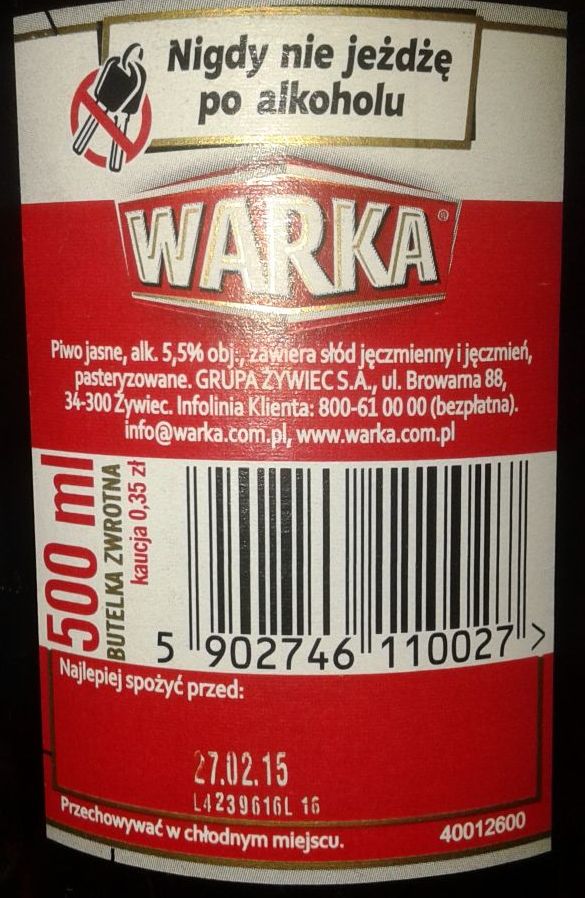 Nigdy nie jeżdżę
po alkoholu
WARKA®
Piwo jasne, alk. 5,5% obj., zawiera słód jęczmienny i jęczmień,
pasteryzowane. GRUPA ŻYWIEC S.A., ul. Browarna 88,
34-300 Żywiec. Infolinia Klienta: 800-61 00 00 (bezpłatna).
info@warka.com.pl, www.warka.com.pl
500 ml
BUTELKA ZWROTNA
kaucja 0,35 zł
5 902746 110027 >
Najlepiej spożyć przed:
27.02.15
L4239616L 16
Przechowywać w chłodnym miejscu.
40012600